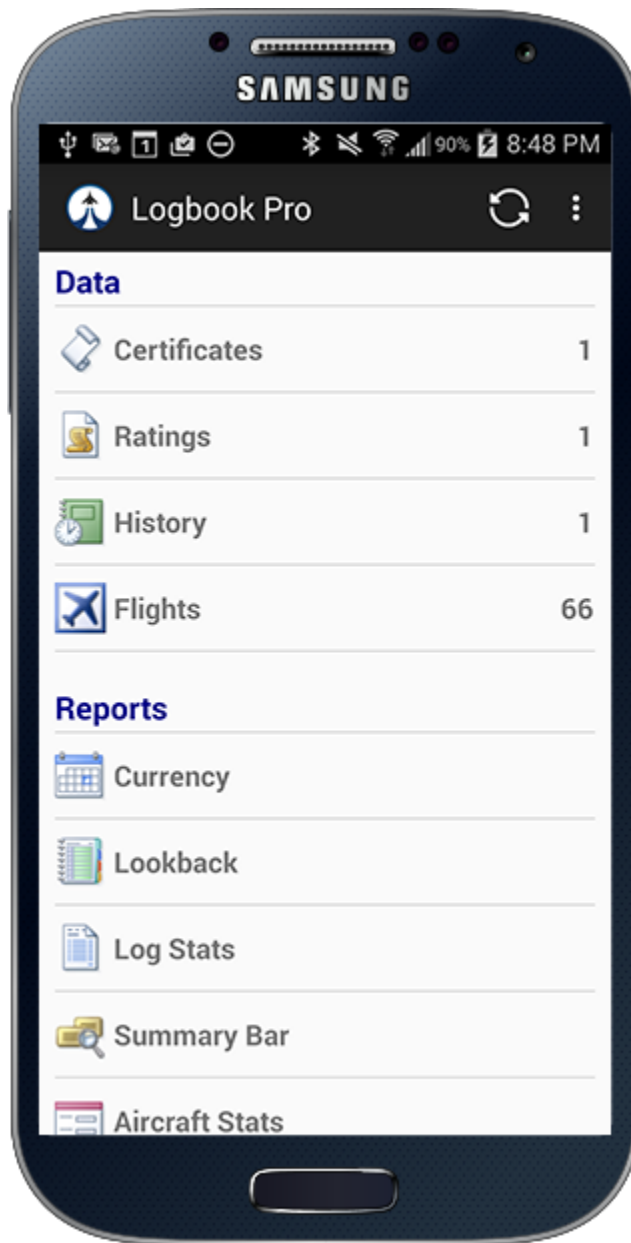 SAMSUNG
1 90% 8:48 PM
Logbook Pro
Data
Certificates 1
Ratings 1
History 1
Flights 66
Reports
Currency
Lookback
Log Stats
Summary Bar
Aircraft Stats